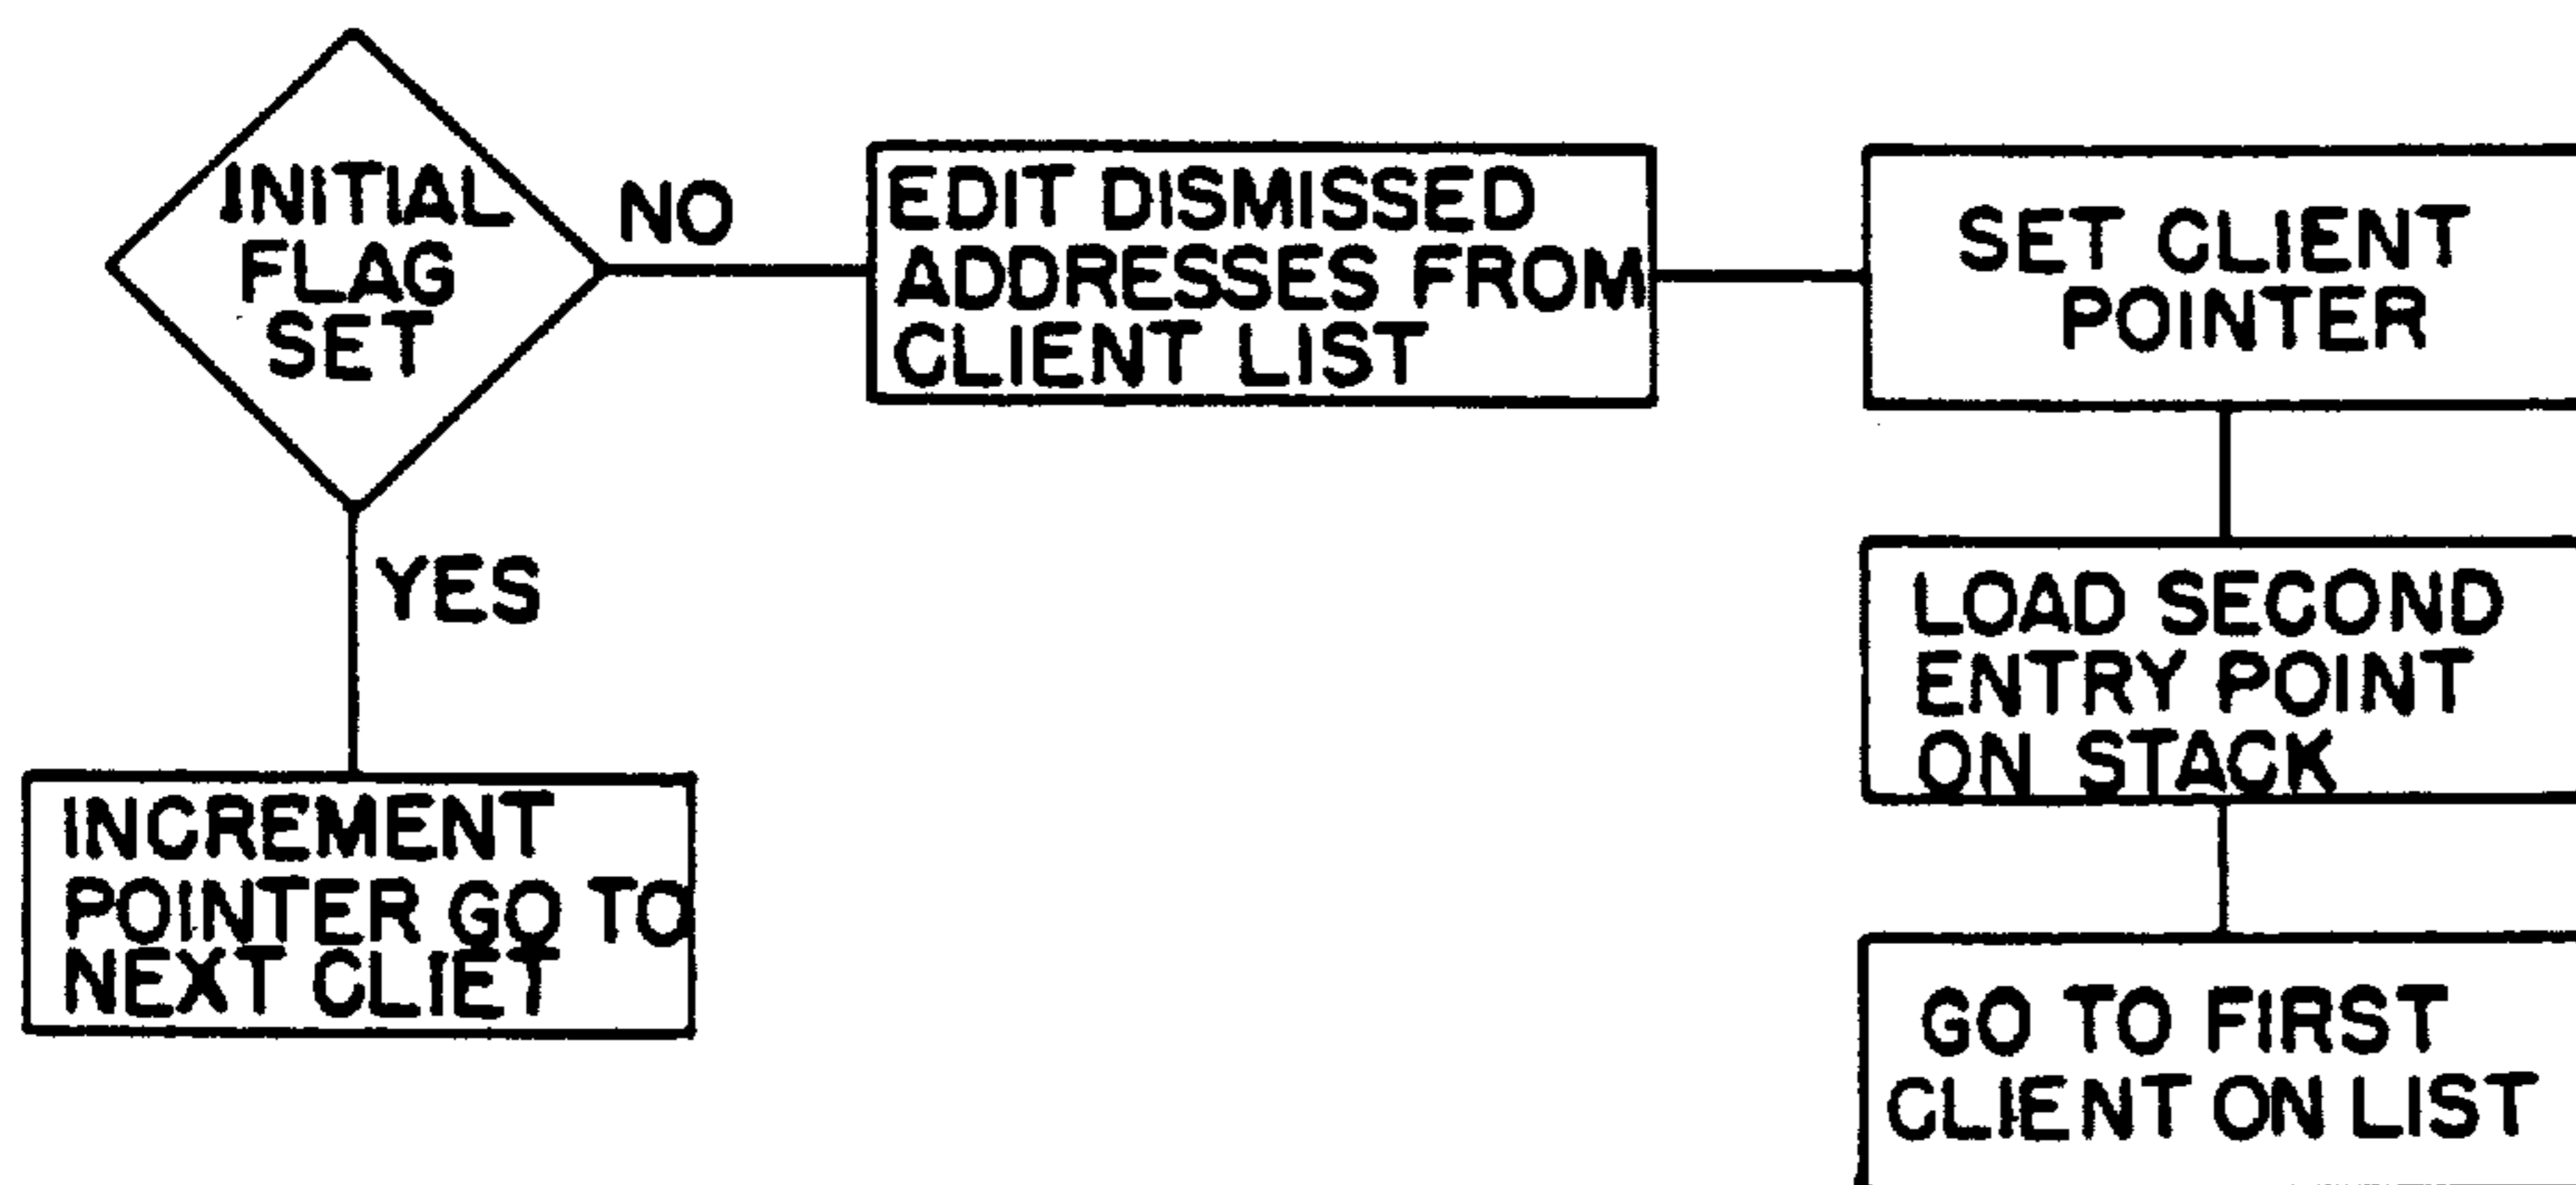 INITIAL
FLAG
SET
NO
EDIT DISMISSED
ADDRESSES FROM
CLIENT LIST
SET CLIENT
POINTER
YES
LOAD SECOND
ENTRY POINT
ON STACK
INCREMENT
POINTER GO TO
NEXT CLIET
GO TO FIRST
CLIENT ON LIST